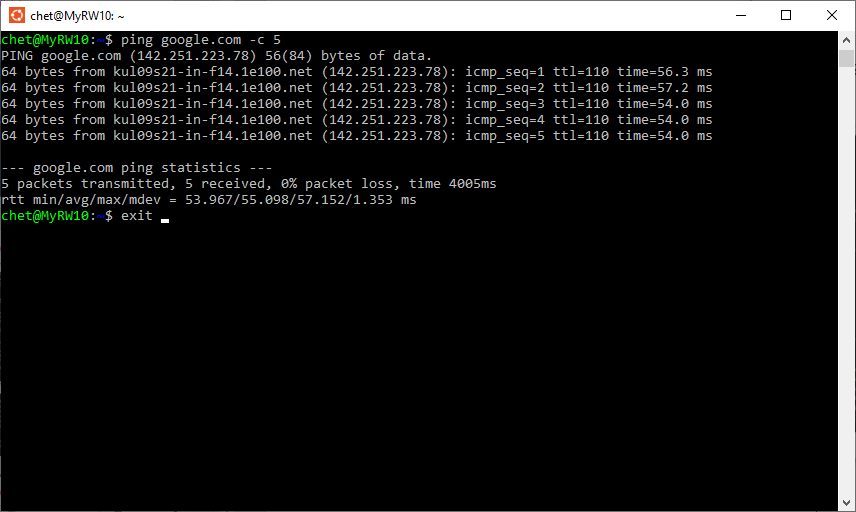 chet@MyRW10: ~
chet@MyRW10:~$ ping google.com -c 5
PING google.com (142.251.223.78) 56(84) bytes of data.
64 bytes from kul09s21-in-f14.1e100.net (142.251.223.78): icmp_seq=1 ttl=110 time=56.3 ms
64 bytes from kul09s21-in-f14.1e100.net (142.251.223.78): icmp_seq=2 ttl=110 time=57.2 ms
64 bytes from kul09s21-in-f14.1e100.net (142.251.223.78): icmp_seq=3 ttl=110 time=54.0 ms
64 bytes from kul09s21-in-f14.1e100.net (142.251.223.78): icmp_seq=4 ttl=110 time=54.0 ms
64 bytes from kul09s21-in-f14.1e100.net (142.251.223.78): icmp_seq=5 ttl=110 time=54.0 ms
--- google.com ping statistics ---
5 packets transmitted, 5 received, 0% packet loss, time 4005ms
rtt min/avg/max/mdev = 53.967/55.098/57.152/1.353 ms
chet@MyRW10:~$ exit